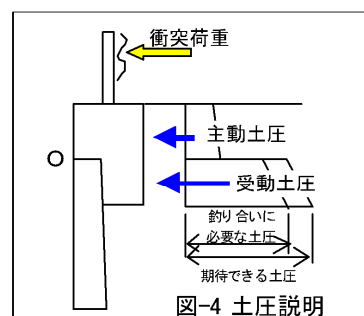 衝突荷重
主動土圧
O
受動土圧
釣り合いに
必要な土圧
期待できる土圧
図-4 土圧説明